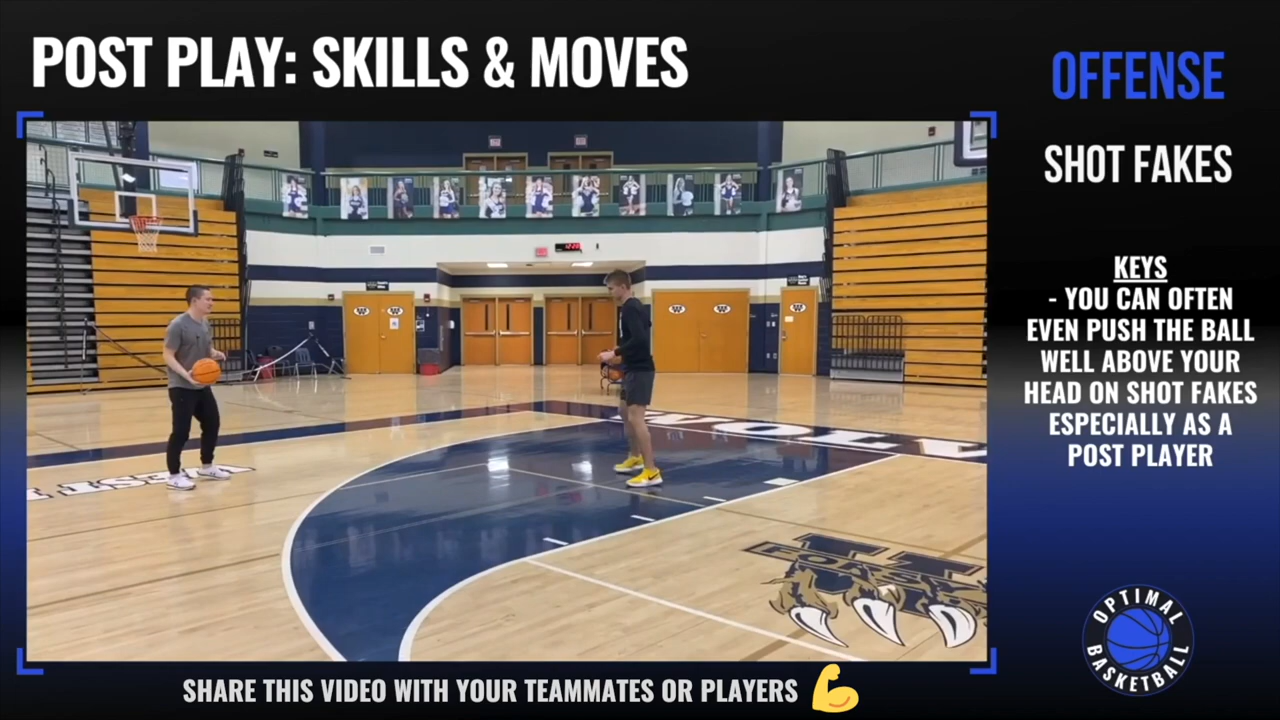 POST PLAY: SKILLS & MOVES
OFFENSE
SHOT FAKES
KEYS
- YOU CAN OFTEN
EVEN PUSH THE BALL
WELL ABOVE YOUR
HEAD ON SHOT FAKES
ESPECIALLY AS A
POST PLAYER
OPTIMAL
BASKETBALL
SHARE THIS VIDEO WITH YOUR TEAMMATES OR PLAYERS